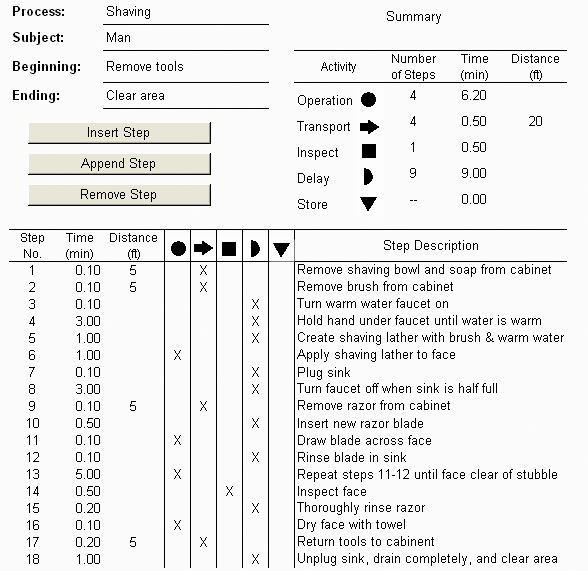 Process: Shaving
Subject: Man
Beginning: Remove tools
Ending: Clear area
Insert Step
Append Step
Remove Step
Summary
Activity Number of Steps Time (min) Distance (ft)
Operation 4 6.20
Transport 4 0.50 20
Inspect 1 0.50
Delay 9 9.00
Store -- 0.00
Step No. Time (min) Distance (ft) Step Description
1 0.10 5 X Remove shaving bowl and soap from cabinet
2 0.10 5 X Remove brush from cabinet
3 0.10 X Turn warm water faucet on
4 3.00 X Hold hand under faucet until water is warm
5 1.00 X Create shaving lather with brush & warm water
6 1.00 X Apply shaving lather to face
7 0.10 X Plug sink
8 3.00 X Turn faucet off when sink is half full
9 0.10 5 X Remove razor from cabinet
10 0.50 X Insert new razor blade
11 0.10 X Draw blade across face
12 0.10 X Rinse blade in sink
13 5.00 X Repeat steps 11-12 until face clear of stubble
14 0.50 X Inspect face
15 0.20 X Thoroughly rinse razor
16 0.10 X Dry face with towel
17 0.20 5 X Return tools to cabinent
18 1.00 X Unplug sink, drain completely, and clear area